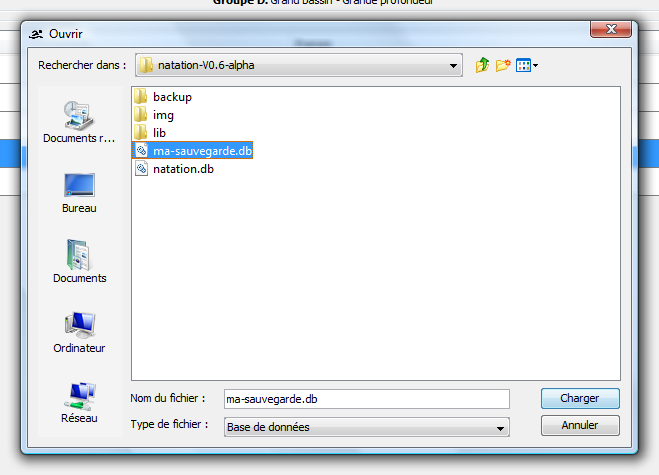 Groupe D. Grand Bassin - Grande profondeur
Ouvrir
Rechercher dans :
natation-V0.6-alpha
backup
img
lib
ma-sauvegarde.db
natation.db
Documents r...
Bureau
Documents
Ordinateur
Réseau
Nom du fichier :
ma-sauvegarde.db
Charger
Type de fichier :
Base de données
Annuler